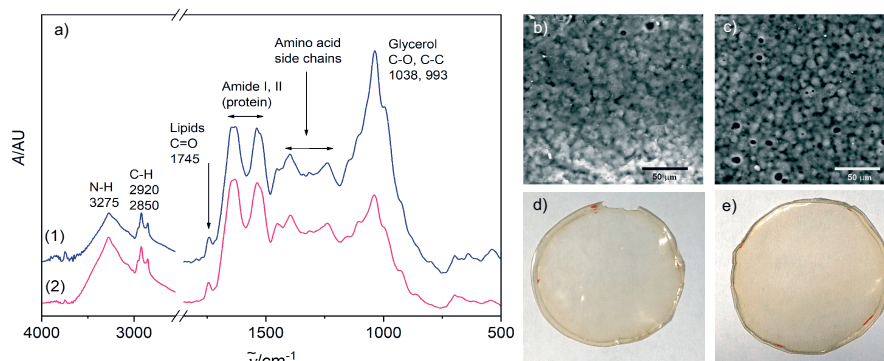 a)
A/AU
N-H
3275
C-H
2920
2850
Lipids
C=O
1745
Amide I, II
(protein)
Amino acid
side chains
Glycerol
C-O, C-C
1038, 993
(1)
(2)
4000
3000
1500
1000
500
ν̃/cm⁻¹
b)
50 µm
c)
50 µm
d)
e)